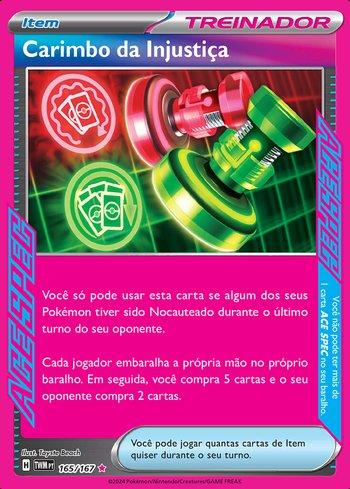 Item
TREINADOR
Carimbo da Injustiça
ACE SPEC
ACE SPEC
Você não pode ter mais de
1 carta ACE SPEC no seu baralho.
Você só pode usar esta carta se algum dos seus
Pokémon tiver sido Nocauteado durante o último
turno do seu oponente.
Cada jogador embaralha a própria mão no próprio
baralho. Em seguida, você compra 5 cartas e o seu
oponente compra 2 cartas.
Illust. Toyste Beach
H TWM PT 165/167
Você pode jogar quantas cartas de Item
quiser durante o seu turno.
©2024 Pokémon/Nintendo/Creatures/GAME FREAK